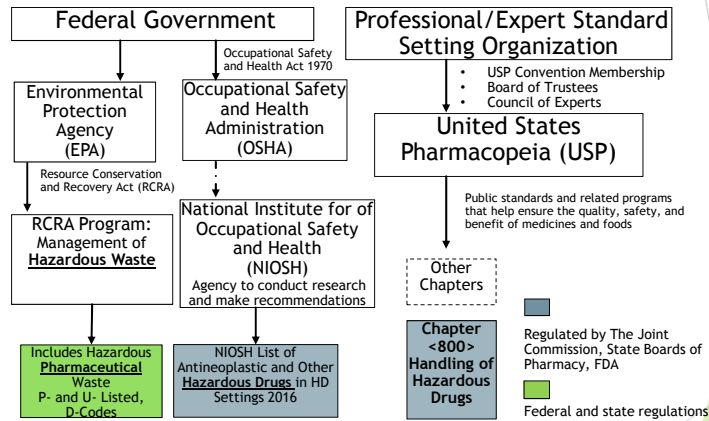 Federal Government
Occupational Safety
and Health Act 1970
Environmental
Protection
Agency
(EPA)
Occupational Safety
and Health
Administration
(OSHA)
Resource Conservation
and Recovery Act (RCRA)
RCRA Program:
Management of
Hazardous Waste
National Institute for of
Occupational Safety
and Health
(NIOSH)
Agency to conduct research
and make recommendations
Includes Hazardous
Pharmaceutical
Waste
P- and U- Listed,
D-Codes
NIOSH List of
Antineoplastic and Other
Hazardous Drugs in HD
Settings 2016
Professional/Expert Standard
Setting Organization
• USP Convention Membership
• Board of Trustees
• Council of Experts
United States
Pharmacopeia (USP)
Public standards and related programs
that help ensure the quality, safety, and
benefit of medicines and foods
Other
Chapters
Chapter
<800>
Handling of
Hazardous
Drugs
Regulated by The Joint
Commission, State Boards of
Pharmacy, FDA
Federal and state regulations